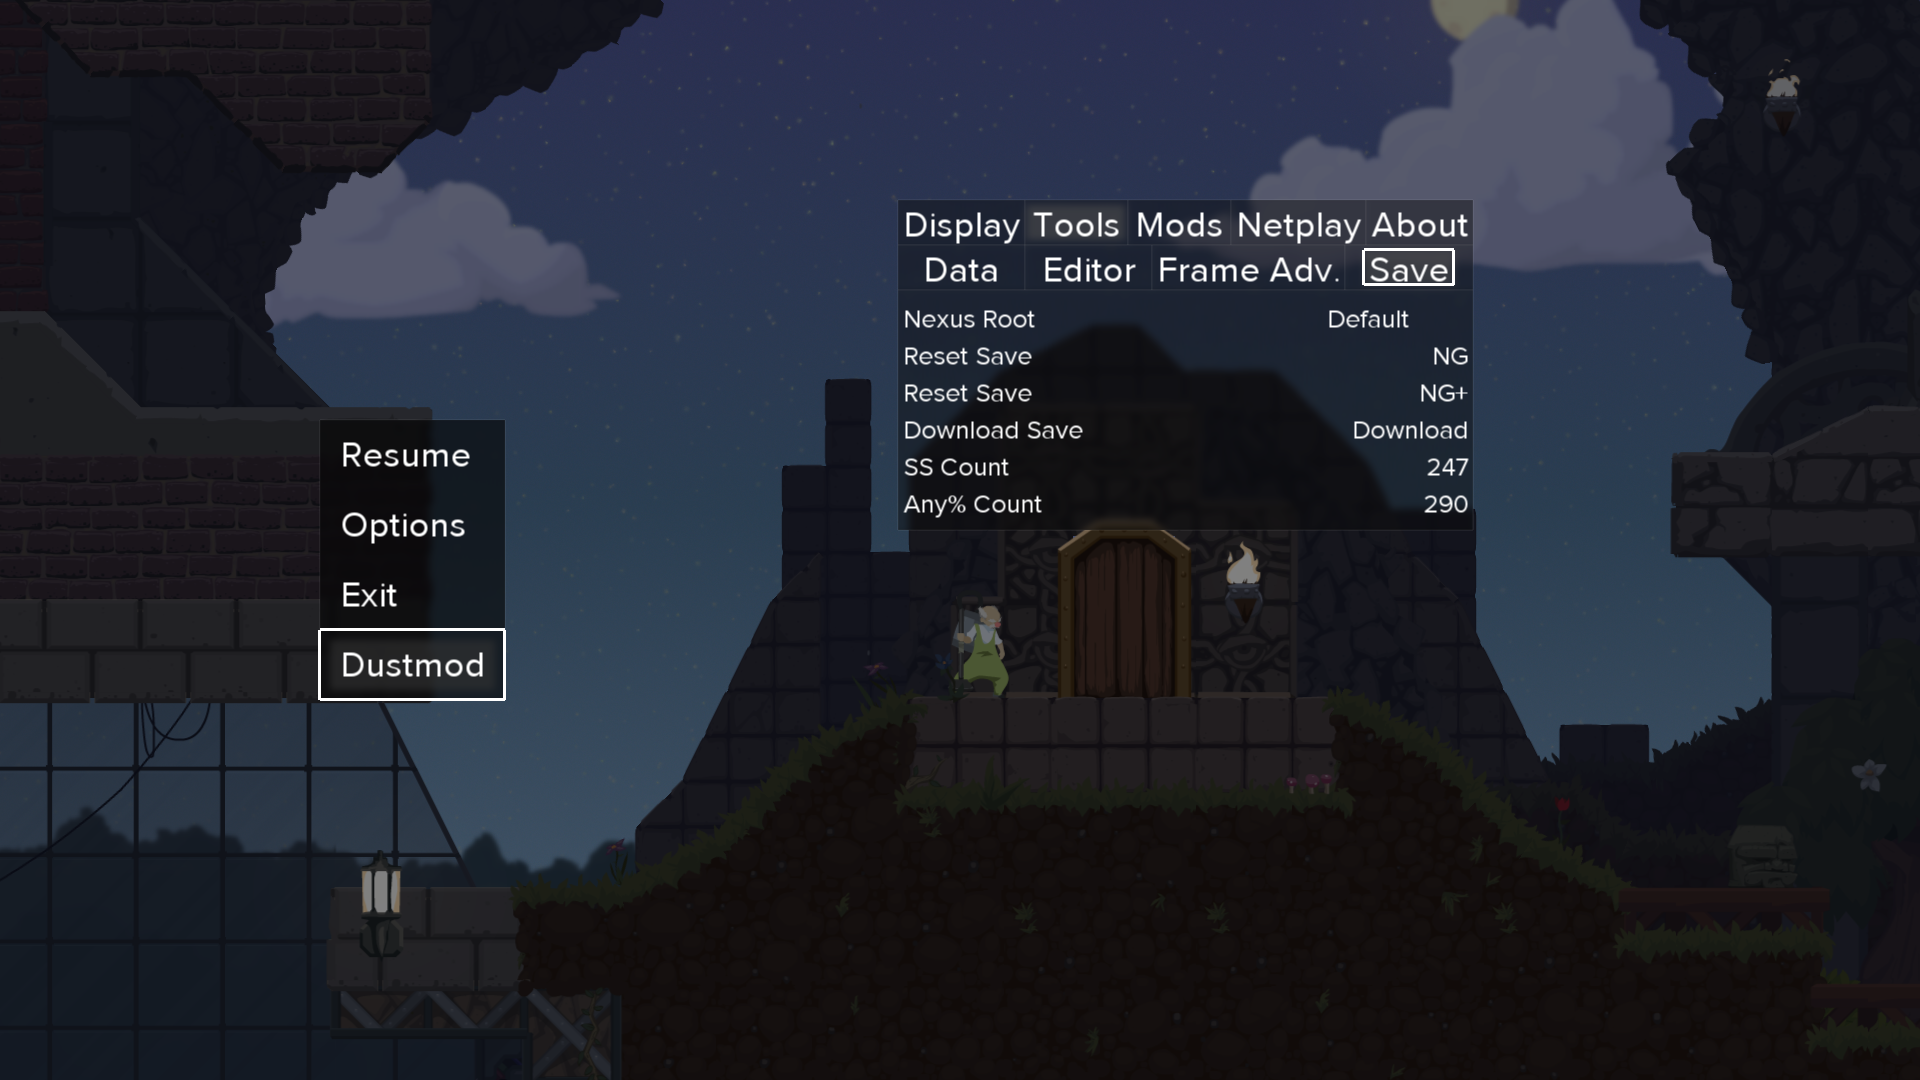 Display Tools Mods Netplay About
Data Editor Frame Adv. Save
Nexus Root Default
Reset Save NG
Reset Save NG+
Download Save Download
SS Count 247
Any% Count 290
Resume
Options
Exit
Dustmod